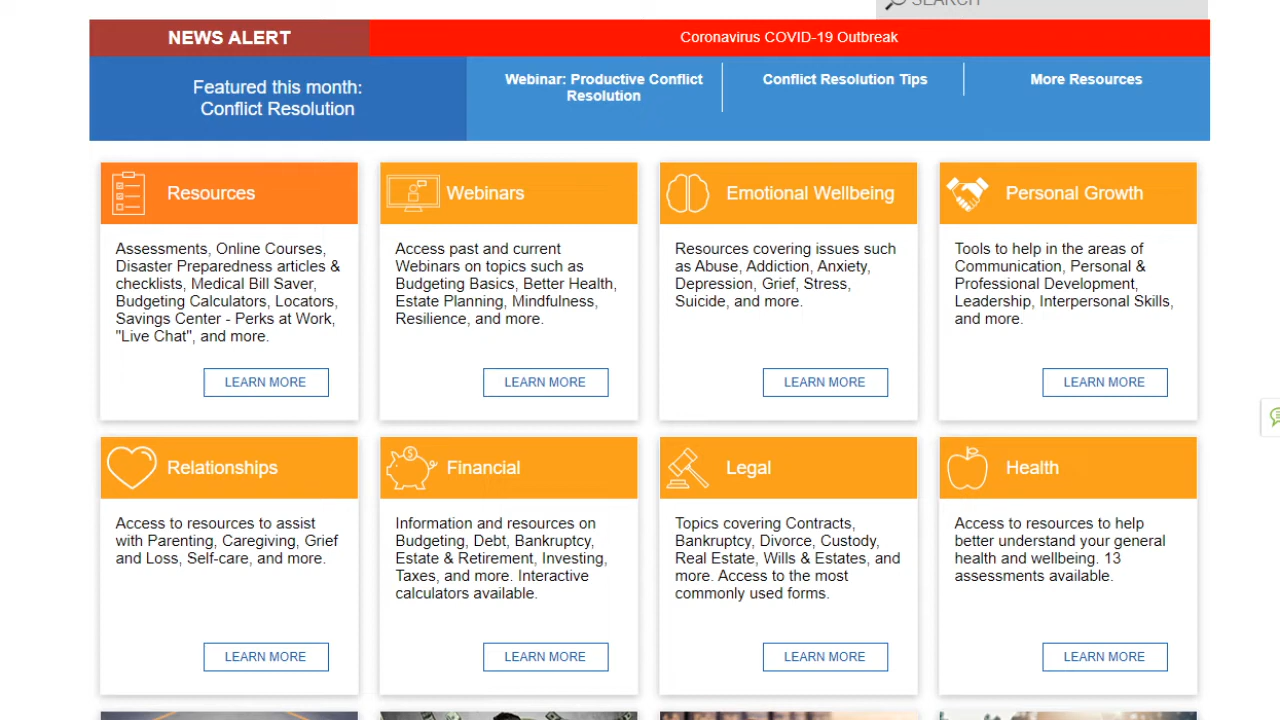 SEARCH
NEWS ALERT
Coronavirus COVID-19 Outbreak
Featured this month:
Conflict Resolution
Webinar: Productive Conflict
Resolution
Conflict Resolution Tips
More Resources
Resources
Assessments, Online Courses,
Disaster Preparedness articles &
checklists, Medical Bill Saver,
Budgeting Calculators, Locators,
Savings Center - Perks at Work,
"Live Chat", and more.
LEARN MORE
Webinars
Access past and current
Webinars on topics such as
Budgeting Basics, Better Health,
Estate Planning, Mindfulness,
Resilience, and more.
LEARN MORE
Emotional Wellbeing
Resources covering issues such
as Abuse, Addiction, Anxiety,
Depression, Grief, Stress,
Suicide, and more.
LEARN MORE
Personal Growth
Tools to help in the areas of
Communication, Personal &
Professional Development,
Leadership, Interpersonal Skills,
and more.
LEARN MORE
Relationships
Access to resources to assist
with Parenting, Caregiving, Grief
and Loss, Self-care, and more.
LEARN MORE
Financial
Information and resources on
Budgeting, Debt, Bankruptcy,
Estate & Retirement, Investing,
Taxes, and more. Interactive
calculators available.
LEARN MORE
Legal
Topics covering Contracts,
Bankruptcy, Divorce, Custody,
Real Estate, Wills & Estates, and
more. Access to the most
commonly used forms.
LEARN MORE
Health
Access to resources to help
better understand your general
health and wellbeing. 13
assessments available.
LEARN MORE